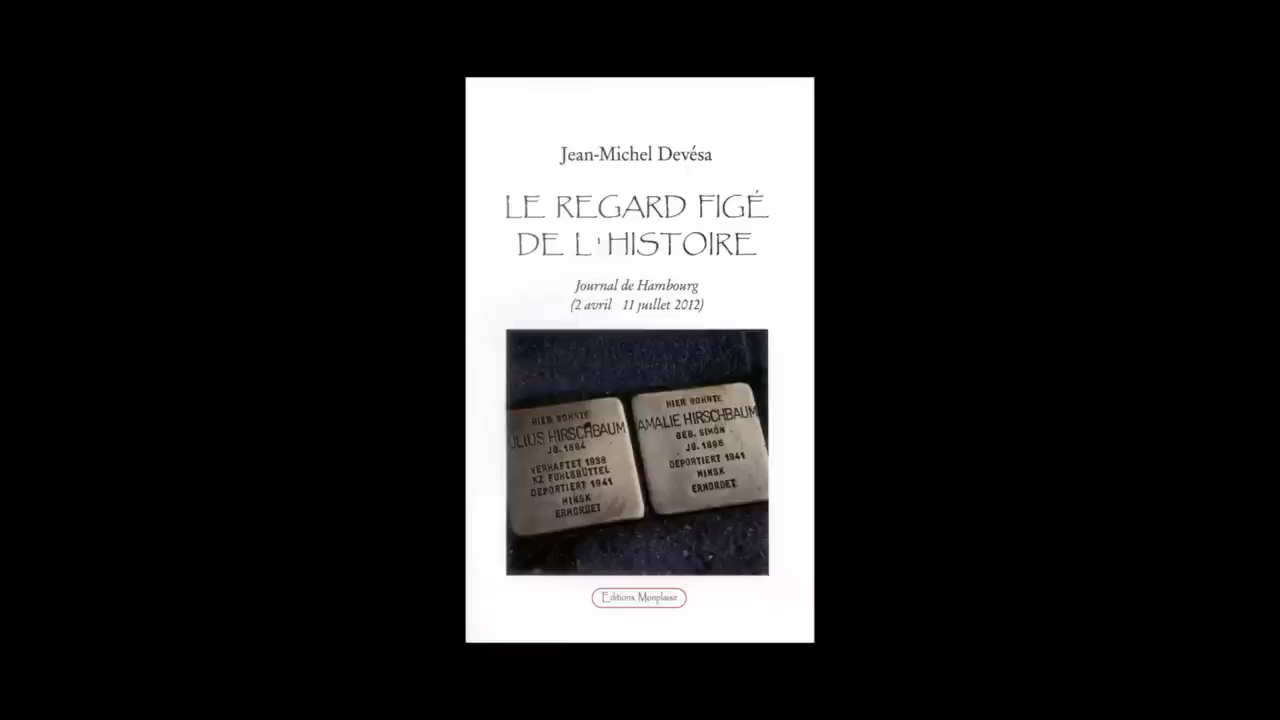 Jean-Michel Devésa
LE REGARD FIGÉ
DE L'HISTOIRE
Journal de Hambourg
(2 avril 11 juillet 2012)
HIER WOHNTE
ULIUS HIRSCHBAUM
JG. 1884
VERHAFTET 1938
KZ FUHLSBÜTTEL
DEPORTIERT 1941
MINSK
ERMORDET
HIER WOHNTE
AMALIE HIRSCHBAUM
GEB. SIMON
JG. 1896
DEPORTIERT 1941
MINSK
ERMORDET
Editions Monplaisir